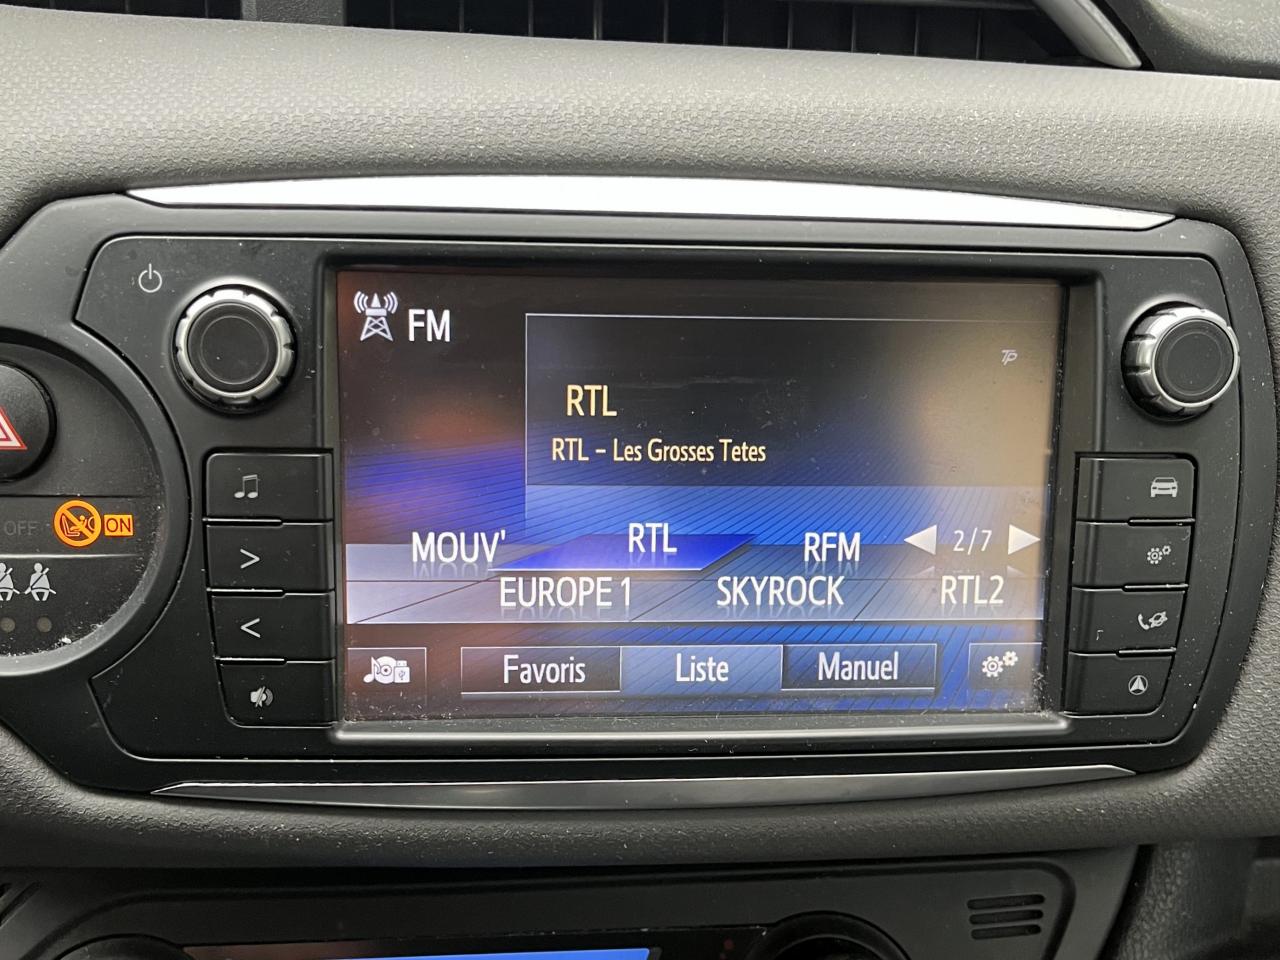 FM
TP
RTL
RTL - Les Grosses Tetes
OFF ON
MOUV' RTL RFM 2/7
EUROPE 1 SKYROCK RTL2
Favoris Liste Manuel